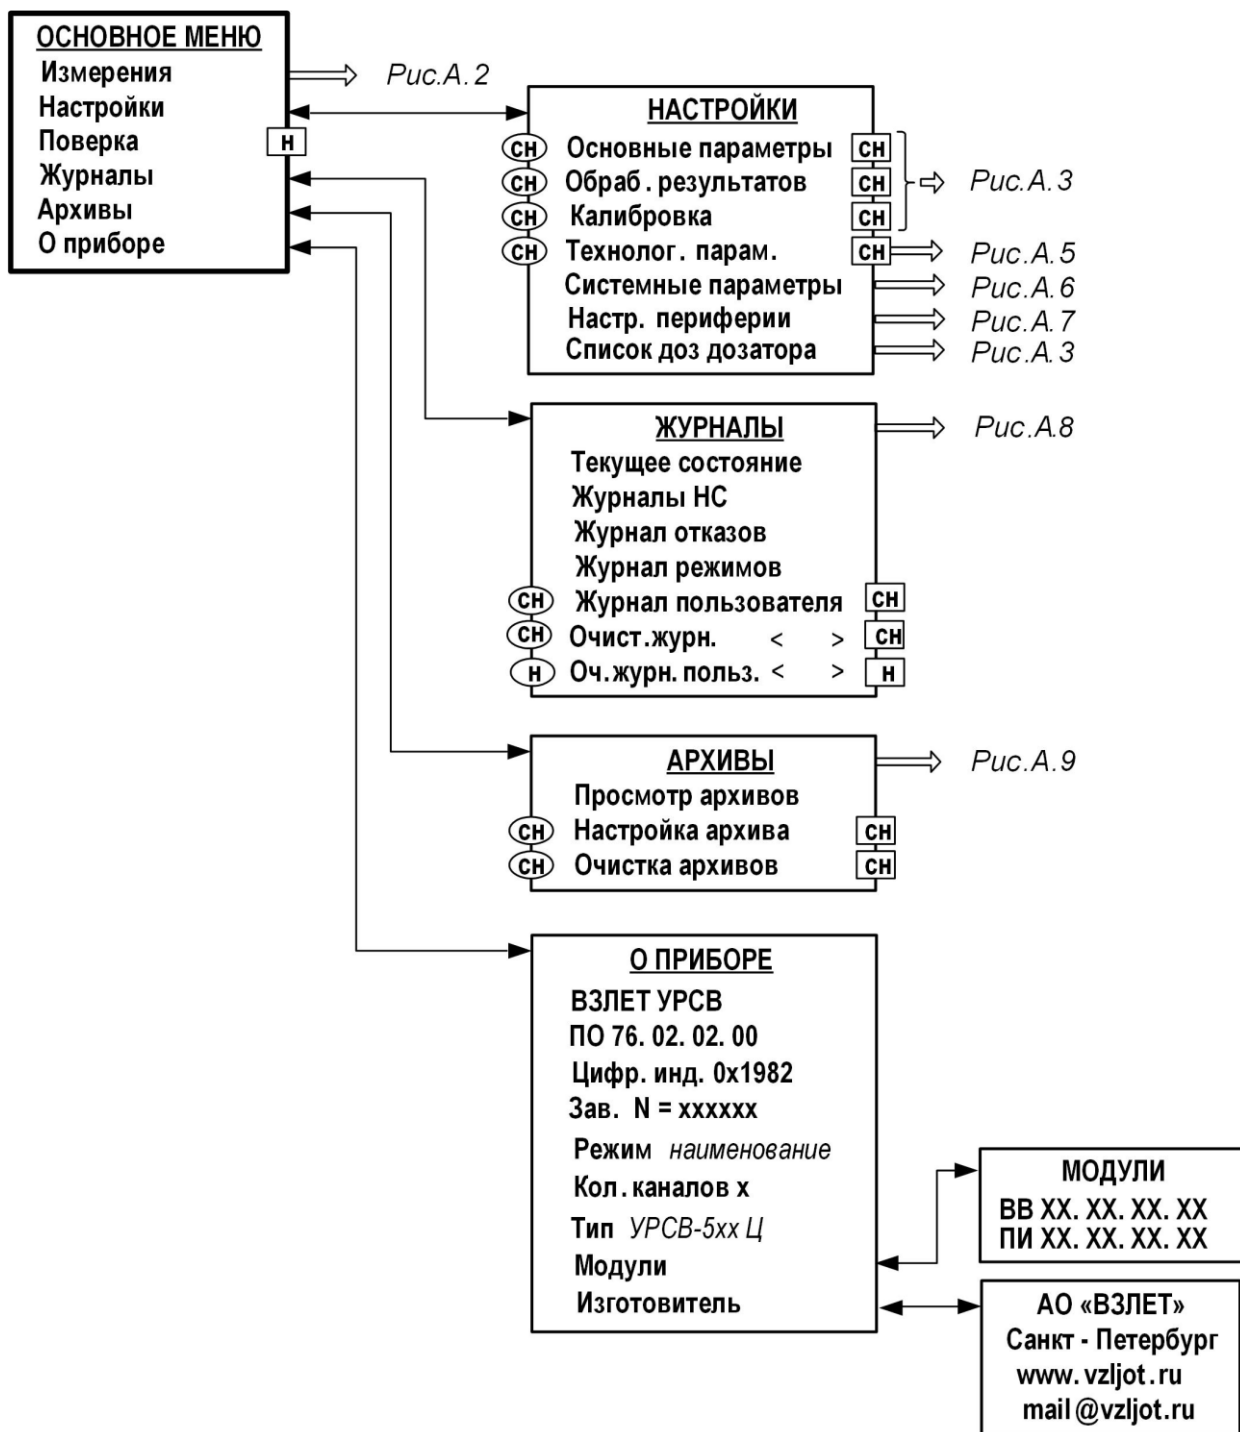 ОСНОВНОЕ МЕНЮ
Измерения
Рис.А.2
Настройки
Поверка Н
Журналы
Архивы
О приборе
НАСТРОЙКИ
СН Основные параметры СН
СН Обраб. результатов СН Рис.А.3
СН Калибровка СН
СН Технолог. парам. СН Рис.А.5
Системные параметры Рис.А.6
Настр. периферии Рис.А.7
Список доз дозатора Рис.А.3
ЖУРНАЛЫ Рис.А.8
Текущее состояние
Журналы НС
Журнал отказов
Журнал режимов
СН Журнал пользователя СН
СН Очист.журн. < > СН
Н Оч.журн. польз. < > Н
АРХИВЫ Рис.А.9
Просмотр архивов
СН Настройка архива СН
СН Очистка архивов СН
О ПРИБОРЕ
ВЗЛЕТ УРСВ
ПО 76. 02. 02. 00
Цифр. инд. 0x1982
Зав. N = xxxxxx
Режим наименование
Кол. каналов x
Тип УРСВ-5xx Ц
Модули
Изготовитель
МОДУЛИ
ВВ XX. XX. XX. XX
ПИ XX. XX. XX. XX
АО «ВЗЛЕТ»
Санкт - Петербург
www.vzljot.ru
mail@vzljot.ru